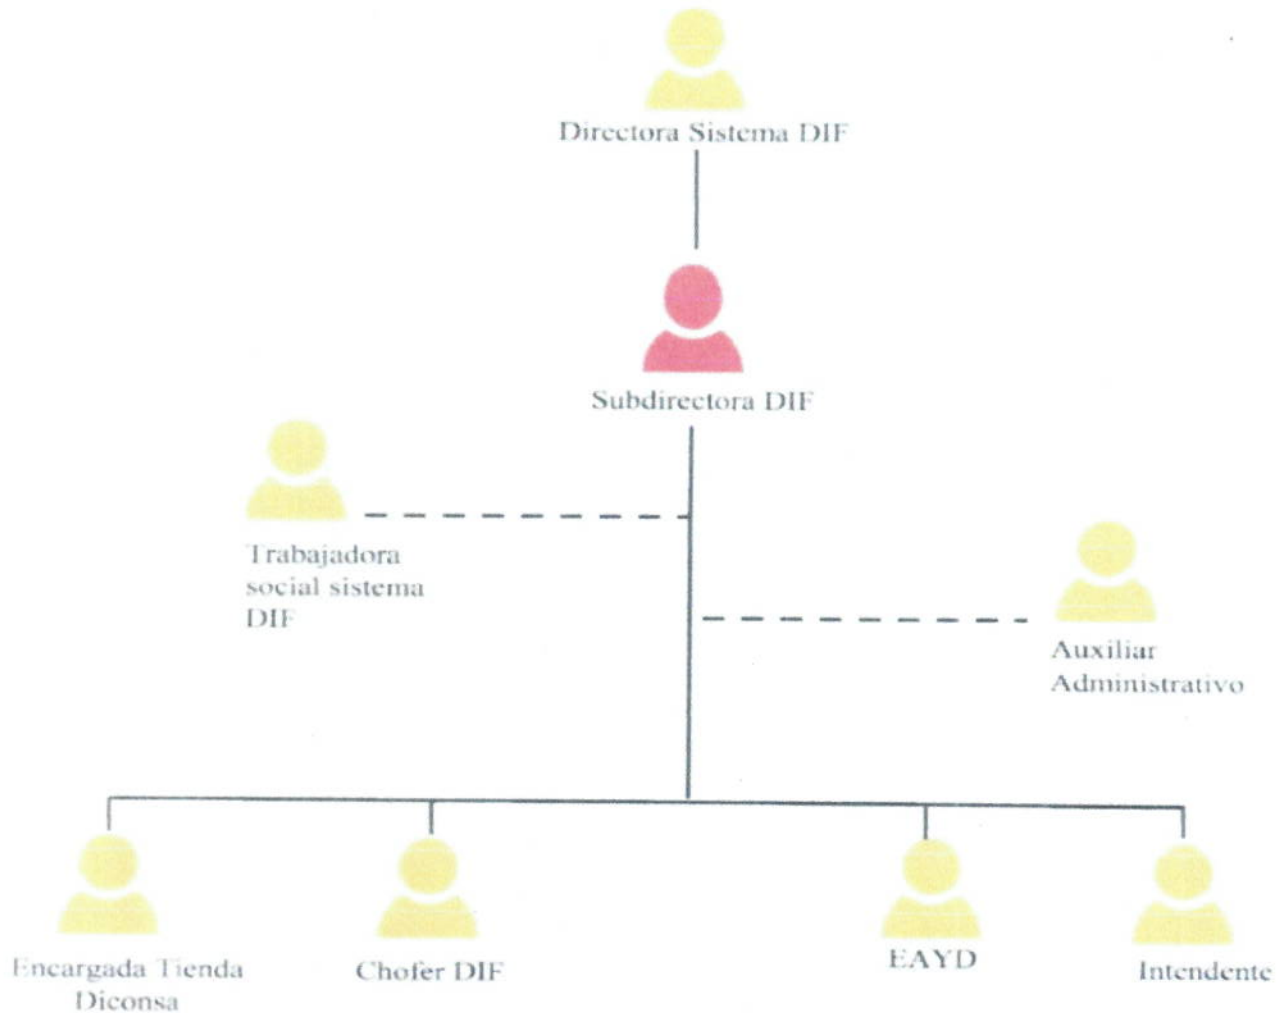 Directora Sistema DIF
Subdirectora DIF
Trabajadora
social sistema
DIF
Auxiliar
Administrativo
Encargada Tienda
Diconsa
Chofer DIF
EAYD
Intendente